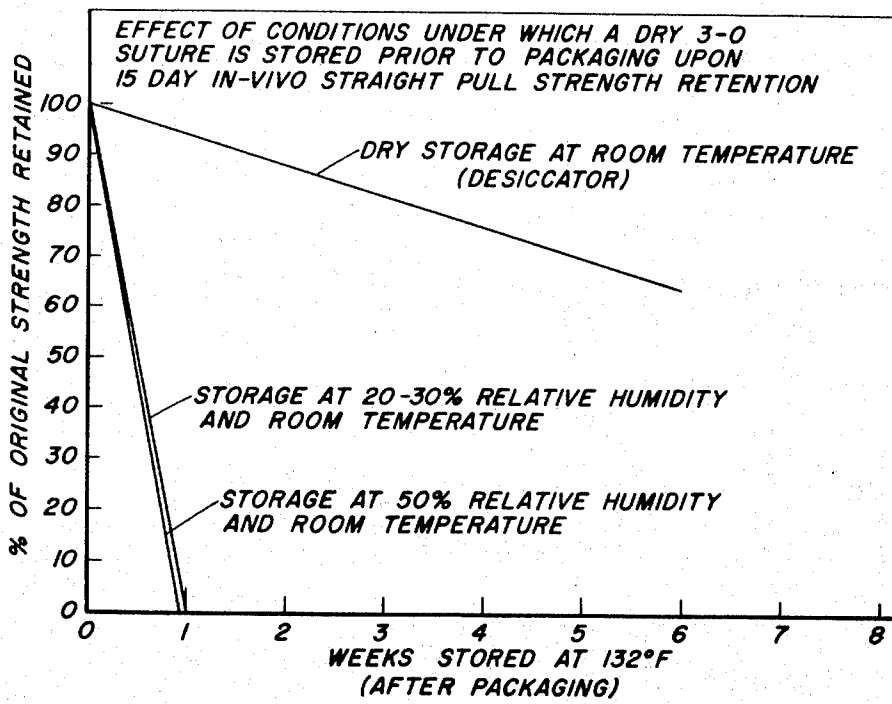 EFFECT OF CONDITIONS UNDER WHICH A DRY 3-0
SUTURE IS STORED PRIOR TO PACKAGING UPON
15 DAY IN-VIVO STRAIGHT PULL STRENGTH RETENTION
% OF ORIGINAL STRENGTH RETAINED
100
90
80
70
60
50
40
30
20
10
0
DRY STORAGE AT ROOM TEMPERATURE
(DESICCATOR)
STORAGE AT 20-30% RELATIVE HUMIDITY
AND ROOM TEMPERATURE
STORAGE AT 50% RELATIVE HUMIDITY
AND ROOM TEMPERATURE
0 1 2 3 4 5 6 7 8
WEEKS STORED AT 132°F
(AFTER PACKAGING)